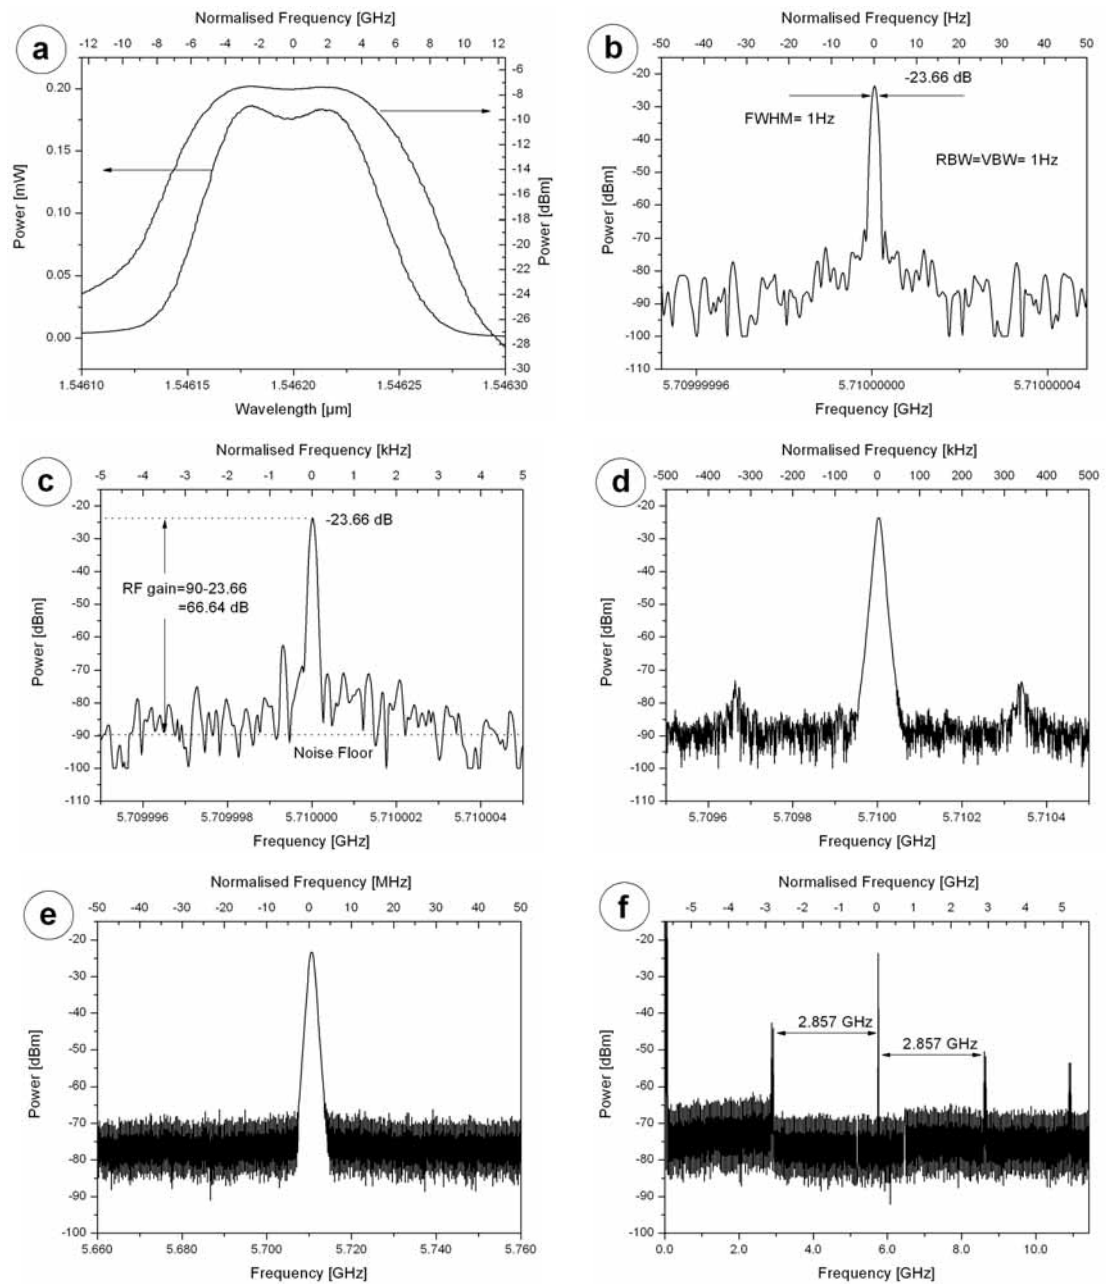 Normalised Frequency [GHz]
a
-12 -10 -8 -6 -4 -2 0 2 4 6 8 10 12
0.20
0.15
0.10
0.05
0.00
Power [mW]
-6
-8
-10
-12
-14
-16
-18
-20
-22
-24
-26
-28
-30
Power [dBm]
1.54610 1.54615 1.54620 1.54625 1.54630
Wavelength [µm]
Normalised Frequency [Hz]
b
-50 -40 -30 -20 -10 0 10 20 30 40 50
-20
-30
-40
-50
-60
-70
-80
-90
-100
-110
Power [dBm]
-23.66 dB
FWHM= 1Hz
RBW=VBW= 1Hz
5.709999996 5.710000004 5.710000004
Frequency [GHz]
Normalised Frequency [kHz]
c
-5 -4 -3 -2 -1 0 1 2 3 4 5
-20
-30
-40
-50
-60
-70
-80
-90
-100
-110
Power [dBm]
-23.66 dB
RF gain=90-23.66
=66.64 dB
Noise Floor
5.709996 5.709998 5.710000 5.710002 5.710004
Frequency [GHz]
Normalised Frequency [kHz]
d
-500 -400 -300 -200 -100 0 100 200 300 400 500
-20
-30
-40
-50
-60
-70
-80
-90
-100
-110
Power [dBm]
5.7096 5.7098 5.7100 5.7102 5.7104
Frequency [GHz]
Normalised Frequency [MHz]
e
-50 -40 -30 -20 -10 0 10 20 30 40 50
-20
-30
-40
-50
-60
-70
-80
-90
-100
Power [dBm]
5.660 5.680 5.700 5.720 5.740 5.760
Frequency [GHz]
Normalised Frequency [GHz]
f
-5 -4 -3 -2 -1 0 1 2 3 4 5
-20
-30
-40
-50
-60
-70
-80
-90
-100
Power [dBm]
2.857 GHz
2.857 GHz
0.0 2.0 4.0 6.0 8.0 10.0
Frequency [GHz]